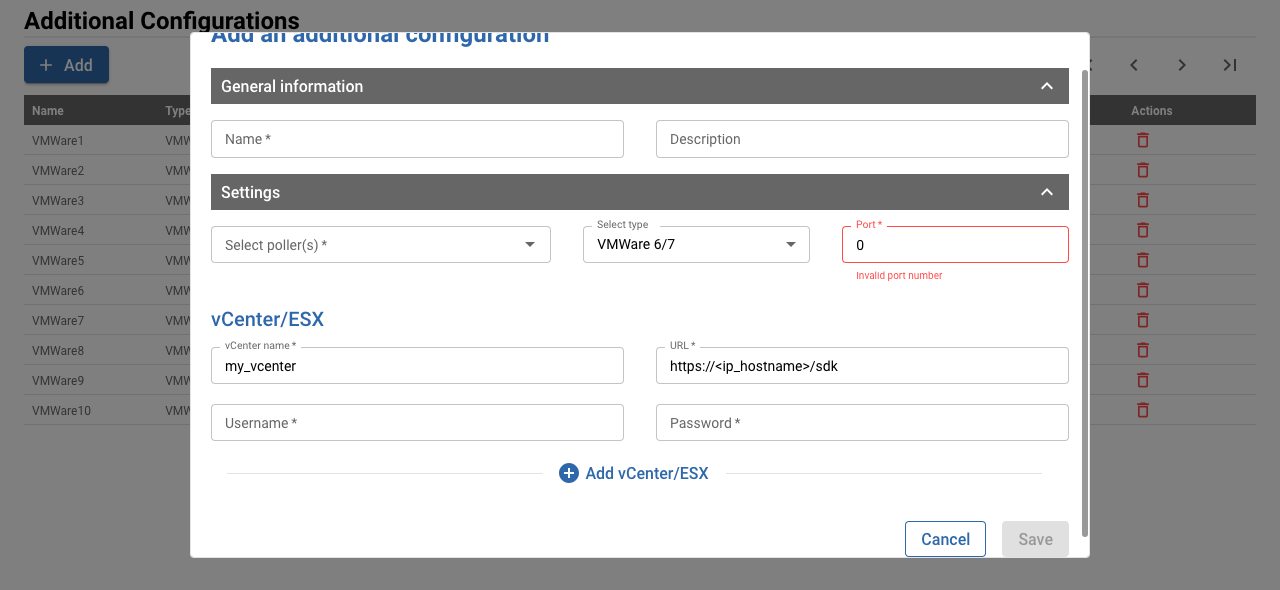 Additional Configurations
Add an additional configuration
Add
General information
Name Type Actions
Name * Description
VMWare1 VMW
VMWare2 VMW
VMWare3 VMW
VMWare4 VMW
VMWare5 VMW
VMWare6 VMW
VMWare7 VMW
VMWare8 VMW
VMWare9 VMW
VMWare10 VMW
Settings
Select type Port *
Select poller(s) * VMWare 6/7 0
Invalid port number
vCenter/ESX
vCenter name * URL *
my_vcenter https://<ip_hostname>/sdk
Username * Password *
Add vCenter/ESX
Cancel Save